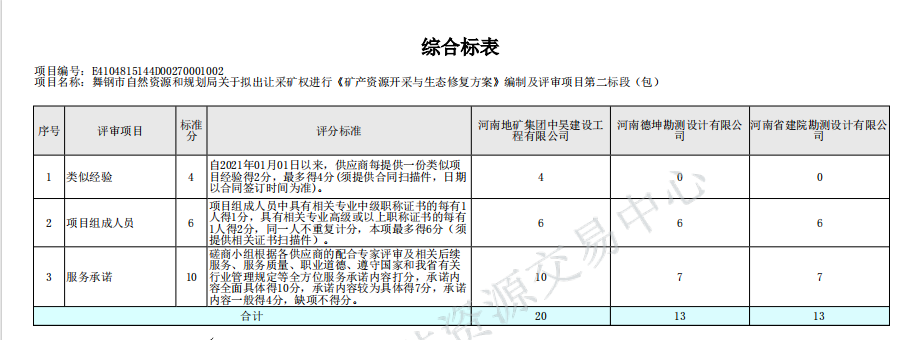 综合标表
项目编号: E4104815144D00270001002
项目名称: 舞钢市自然资源和规划局关于拟出让采矿权进行《矿产资源开采与生态修复方案》编制及评审项目第二标段（包）
序号 评审项目 标准分 评分标准 河南地矿集团中昊建设工程有限公司 河南德坤勘测设计有限公司 河南省建院勘测设计有限公司
1 类似经验 4 自2021年01月01日以来，供应商每提供一份类似项目经验得2分，最多得4分(须提供合同扫描件，日期以合同签订时间为准)。 4 0 0
2 项目组成人员 6 项目组成人员中具有相关专业中级职称证书的每有1人得1分，具有相关专业高级或以上职称证书的每有1人得2分，同一人不重复计分，本项最多得6分（须提供相关证书扫描件）。 6 6 6
3 服务承诺 10 磋商小组根据各供应商的配合专家评审及相关后续服务、服务质量、职业道德、遵守国家和我省有关行业管理规定等全方位服务承诺内容打分，承诺内容全面具体得10分，承诺内容较为具体得7分，承诺内容一般得4分，缺项不得分。 10 7 7
合计 20 13 13
资源交易中心